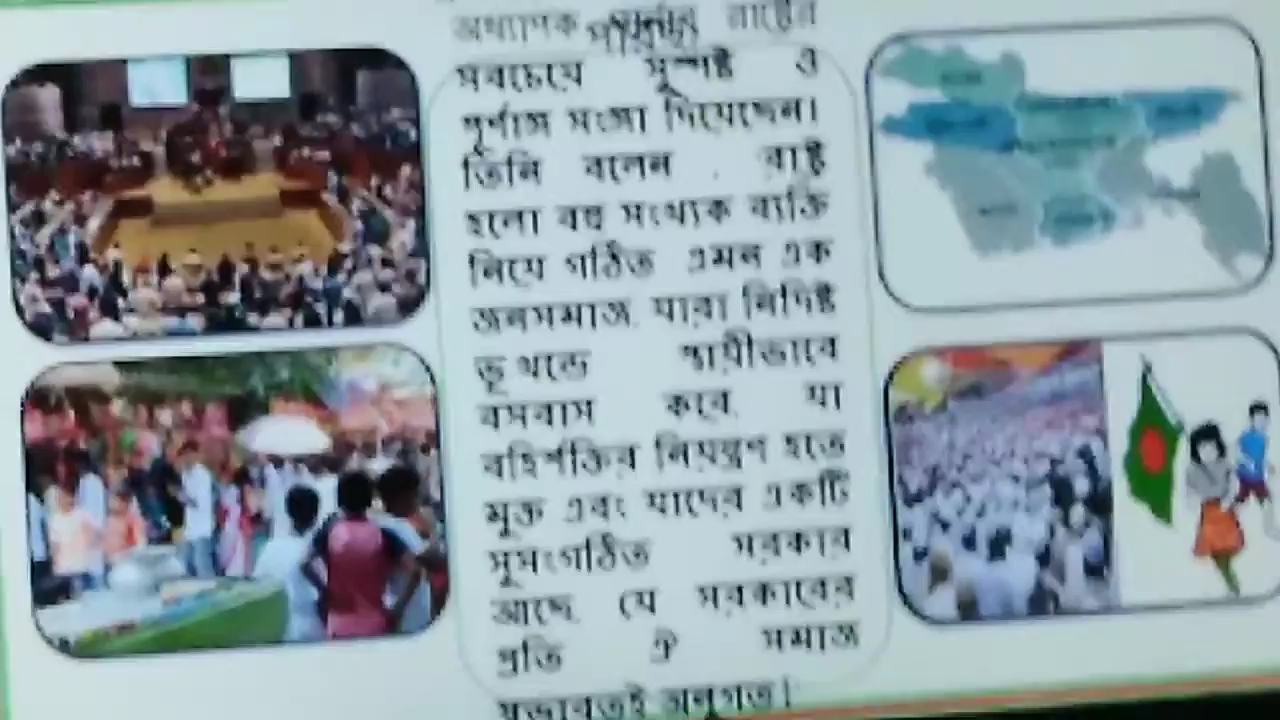 অধ্যাপক গার্নার রাষ্ট্রের
সবচেয়ে সুস্পষ্ট ও
পূর্ণাঙ্গ সংজ্ঞা দিয়েছেন।
তিনি বলেন , রাষ্ট্র
হলো বহু সংখ্যক ব্যক্তি
নিয়ে গঠিত এমন এক
জনসমাজ, যারা নির্দিষ্ট
ভূখন্ডে স্থায়ীভাবে
বসবাস করে, যা
বহিঃশক্তির নিয়ন্ত্রণ হতে
মুক্ত এবং যাদের একটি
সুসংগঠিত সরকার
আছে, যে সরকারের
প্রতি ঐ সমাজ
স্বভাবতই অনুগত।